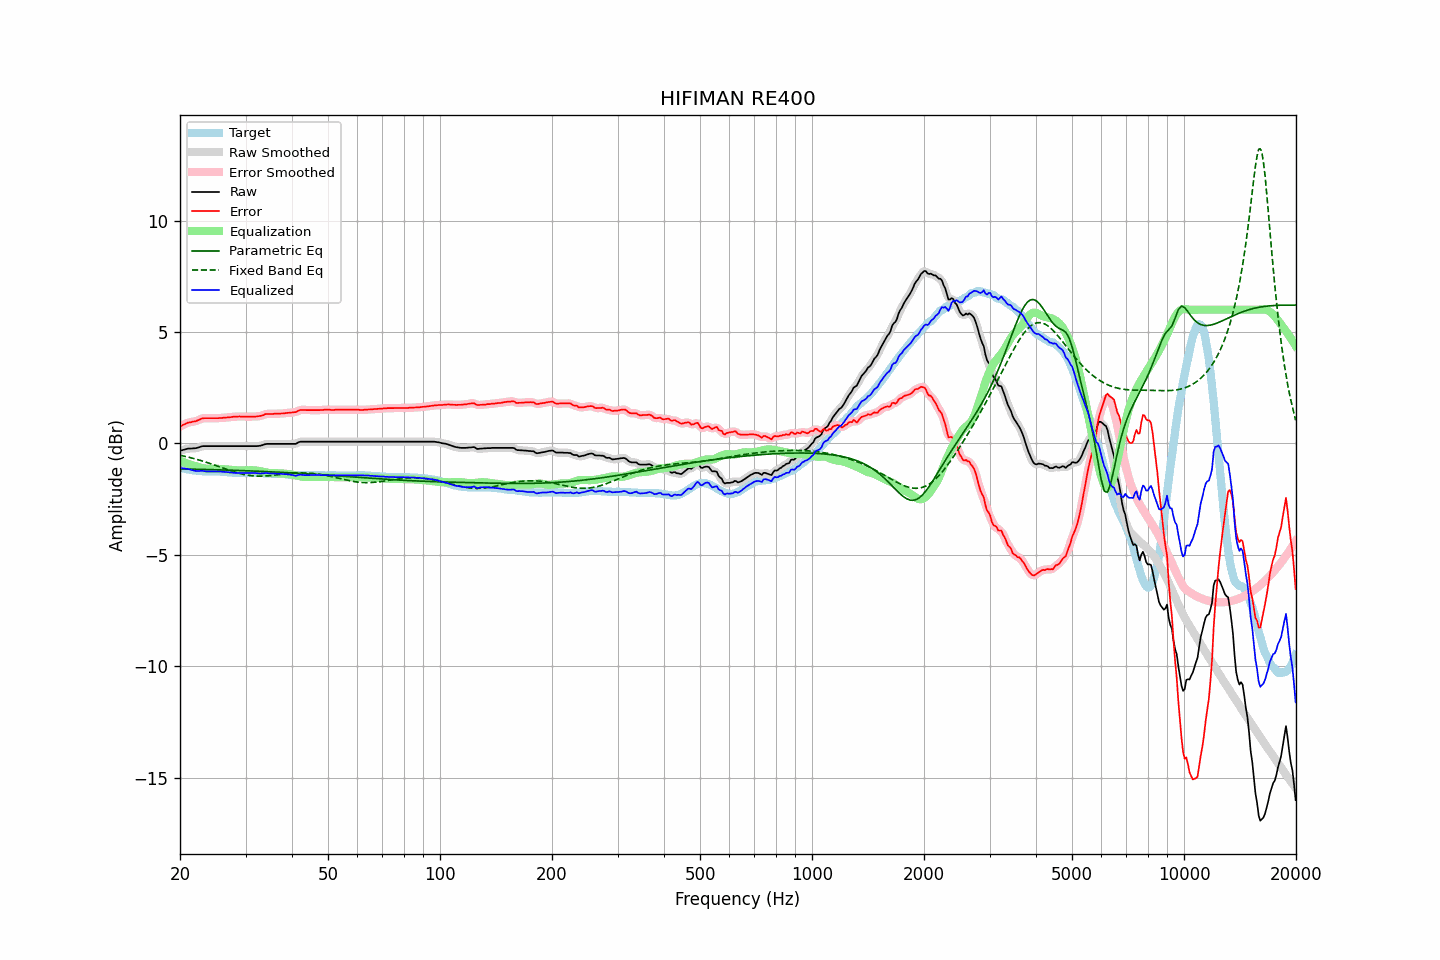 HIFIMAN RE400
Target
Raw Smoothed
Error Smoothed
Raw
Error
Equalization
Parametric Eq
Fixed Band Eq
Equalized
10
5
0
−5
−10
−15
Amplitude (dBr)
20
50
100
200
500
1000
2000
5000
10000
20000
Frequency (Hz)